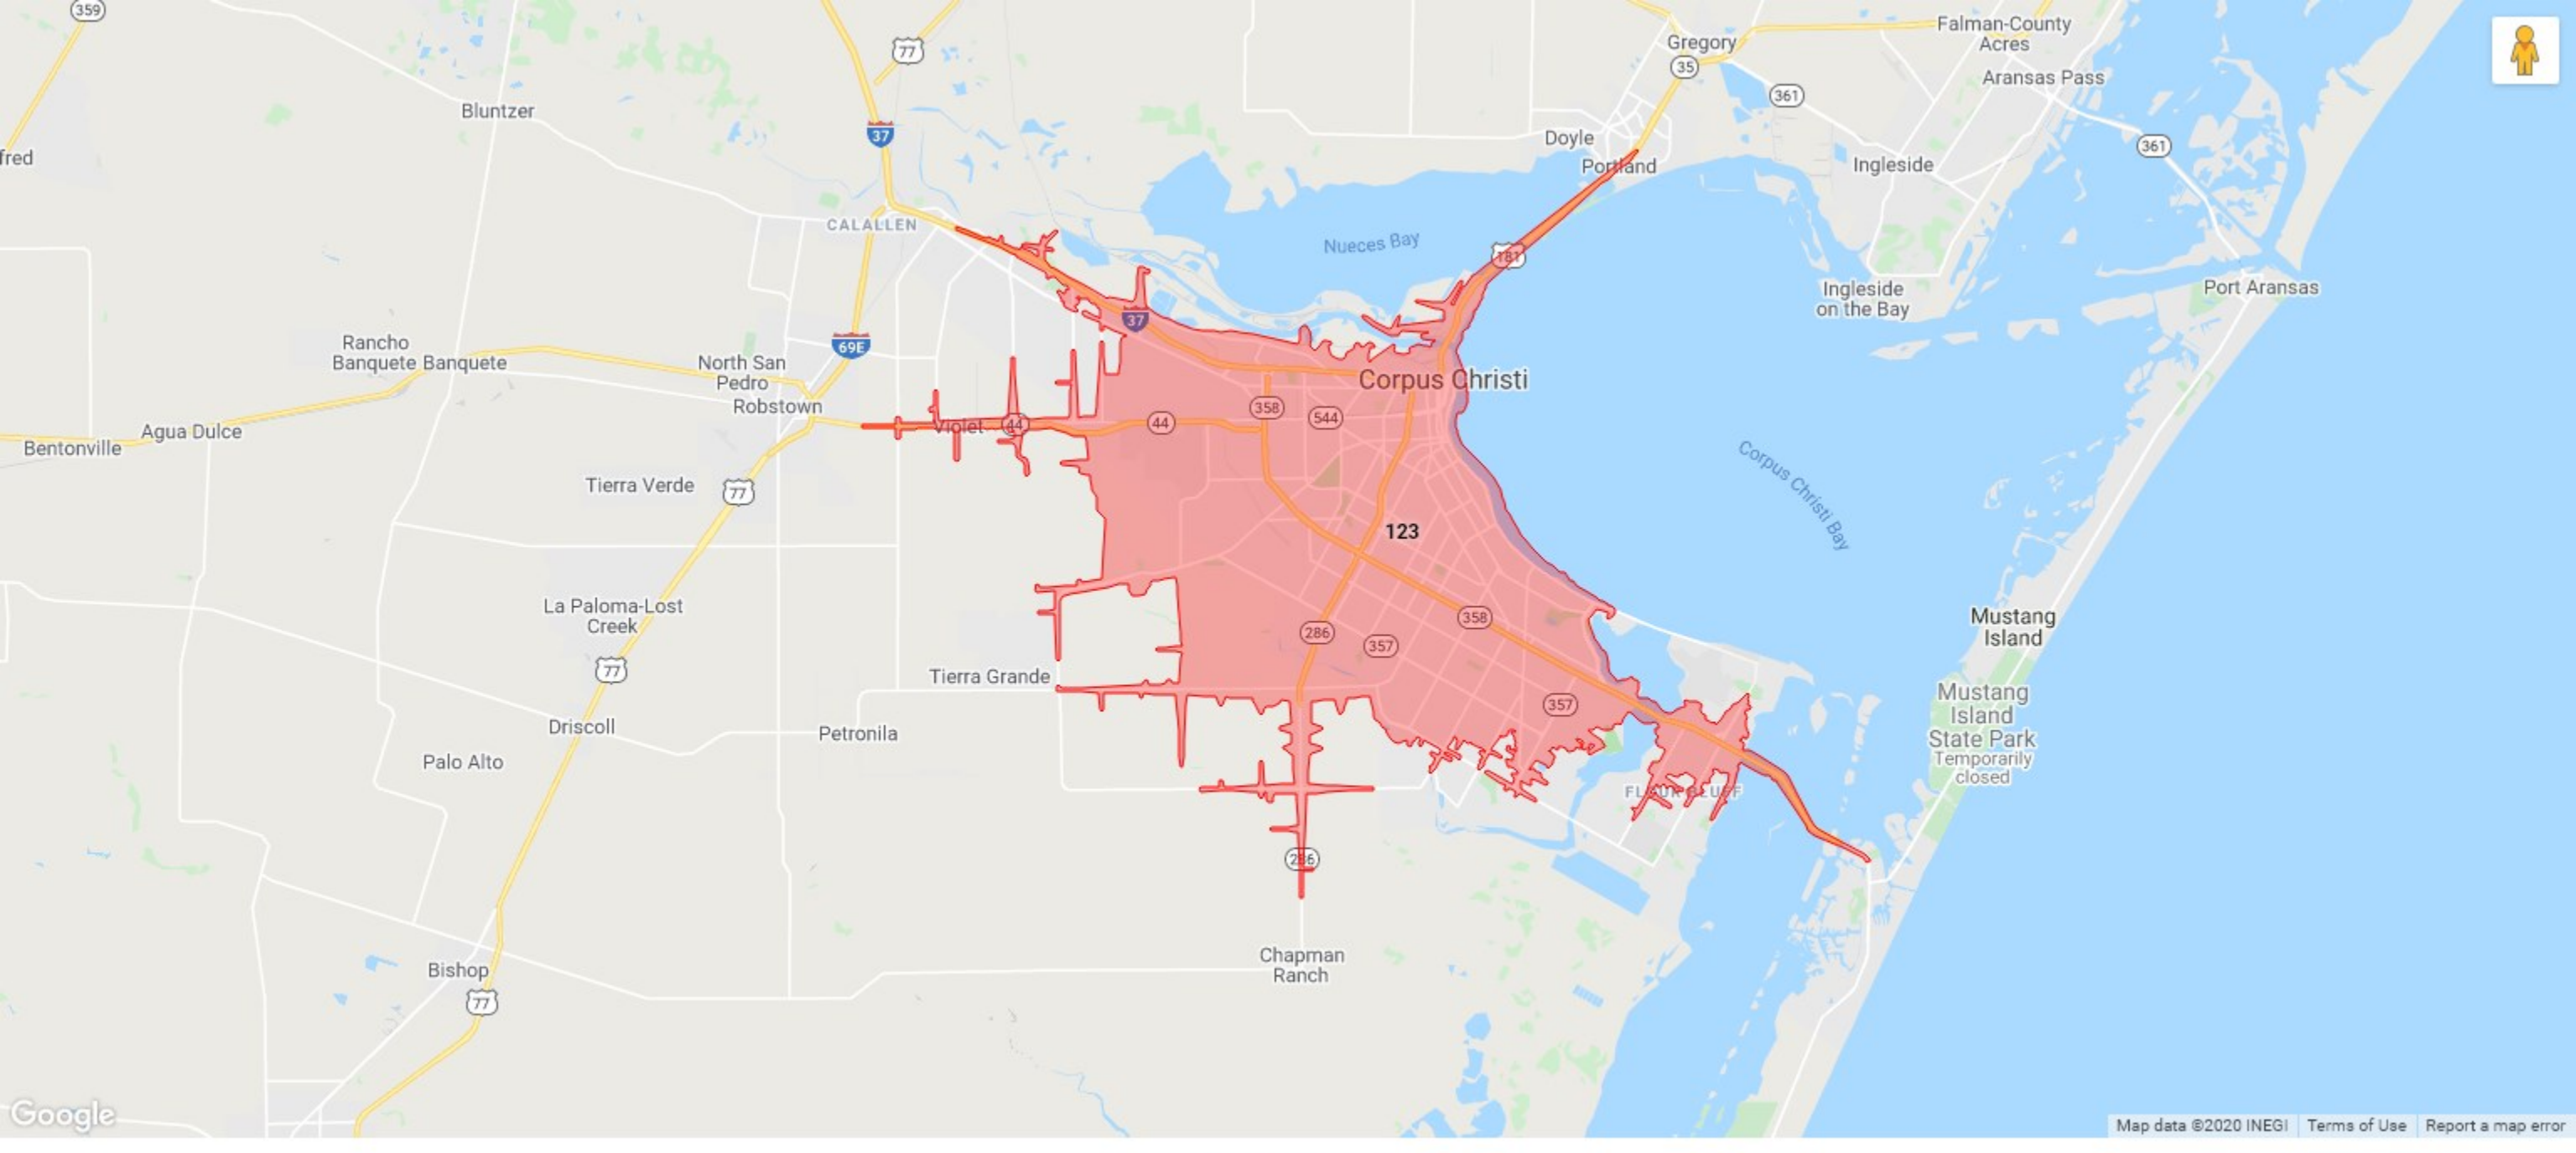 359
77
Falman-County
Acres
Gregory
35
Aransas Pass
361
Bluntzer
37
Doyle
361
fred
Portland
Ingleside
CALALLEN
Nueces Bay
181
Ingleside
on the Bay
Port Aransas
37
Rancho
Banquete Banquete
69E
North San
Pedro
Corpus Christi
Robstown
358
544
44
44
Violet
Agua Dulce
Bentonville
Corpus Christi Bay
Tierra Verde
77
123
La Paloma-Lost
Creek
358
Mustang
Island
286
357
77
Tierra Grande
Mustang
Island
State Park
Temporarily
closed
357
Driscoll
Petronila
Palo Alto
FLOUR BLUFF
286
Chapman
Ranch
Bishop
77
Google
Map data ©2020 INEGI
Terms of Use
Report a map error